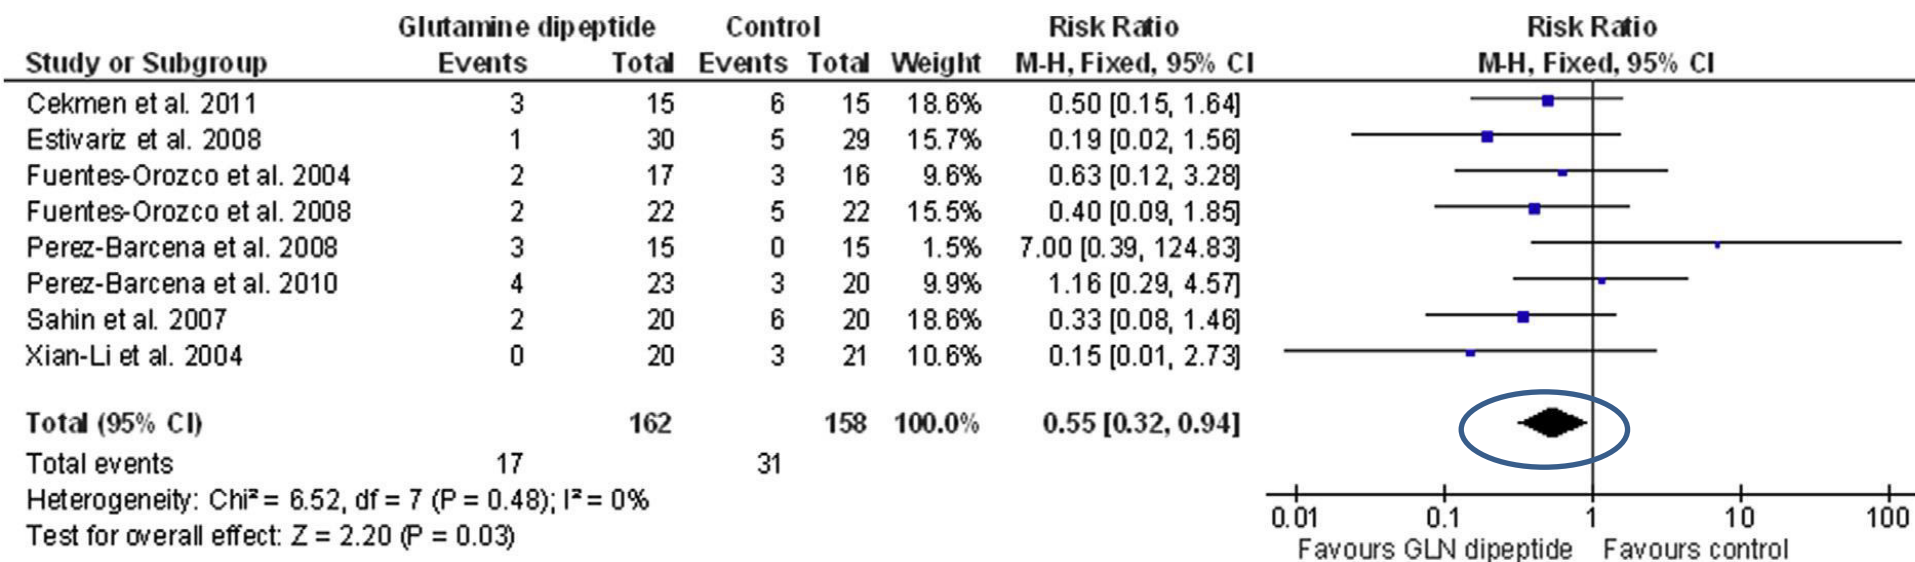 Glutamine dipeptide Control Risk Ratio Risk Ratio
Study or Subgroup Events Total Events Total Weight M-H, Fixed, 95% CI M-H, Fixed, 95% CI
Cekmen et al. 2011 3 15 6 15 18.6% 0.50 [0.15, 1.64]
Estivariz et al. 2008 1 30 5 29 15.7% 0.19 [0.02, 1.56]
Fuentes-Orozco et al. 2004 2 17 3 16 9.6% 0.63 [0.12, 3.28]
Fuentes-Orozco et al. 2008 2 22 5 22 15.5% 0.40 [0.09, 1.85]
Perez-Barcena et al. 2008 3 15 0 15 1.5% 7.00 [0.39, 124.83]
Perez-Barcena et al. 2010 4 23 3 20 9.9% 1.16 [0.29, 4.57]
Sahin et al. 2007 2 20 6 20 18.6% 0.33 [0.08, 1.46]
Xian-Li et al. 2004 0 20 3 21 10.6% 0.15 [0.01, 2.73]
Total (95% CI) 162 158 100.0% 0.55 [0.32, 0.94]
Total events 17 31
Heterogeneity: Chi² = 6.52, df = 7 (P = 0.48); I² = 0%
Test for overall effect: Z = 2.20 (P = 0.03)
0.01 0.1 1 10 100
Favours GLN dipeptide Favours control